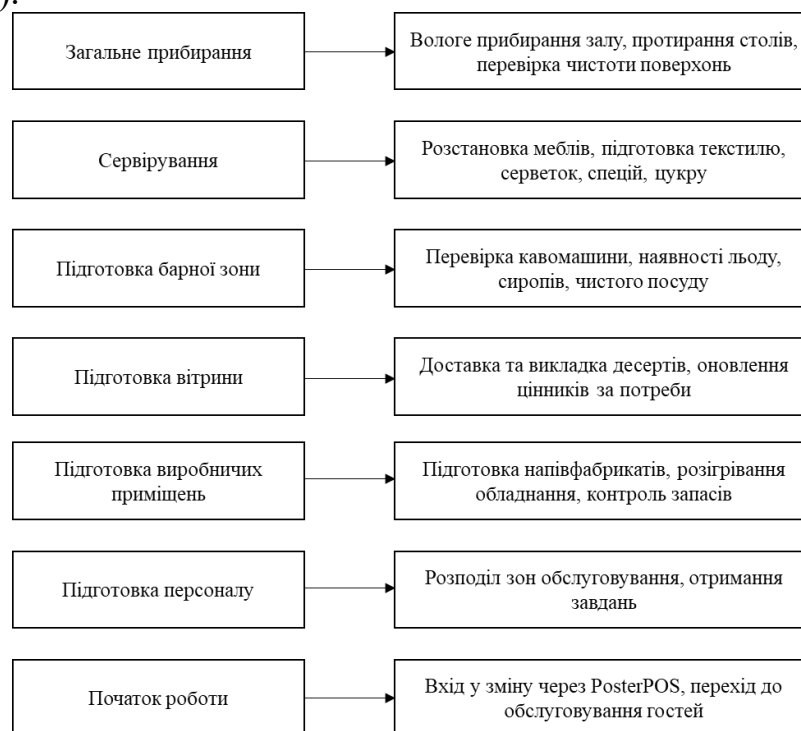 ).
Загальне прибирання
Вологе прибирання залу, протирання столів,
перевірка чистоти поверхонь
Сервірування
Розстановка меблів, підготовка текстилю,
серветок, спецій, цукру
Підготовка барної зони
Перевірка кавомашини, наявності льоду,
сиропів, чистого посуду
Підготовка вітрини
Доставка та викладка десертів, оновлення
цінників за потреби
Підготовка виробничих
приміщень
Підготовка напівфабрикатів, розігрівання
обладнання, контроль запасів
Підготовка персоналу
Розподіл зон обслуговування, отримання
завдань
Початок роботи
Вхід у зміну через PosterPOS, перехід до
обслуговування гостей